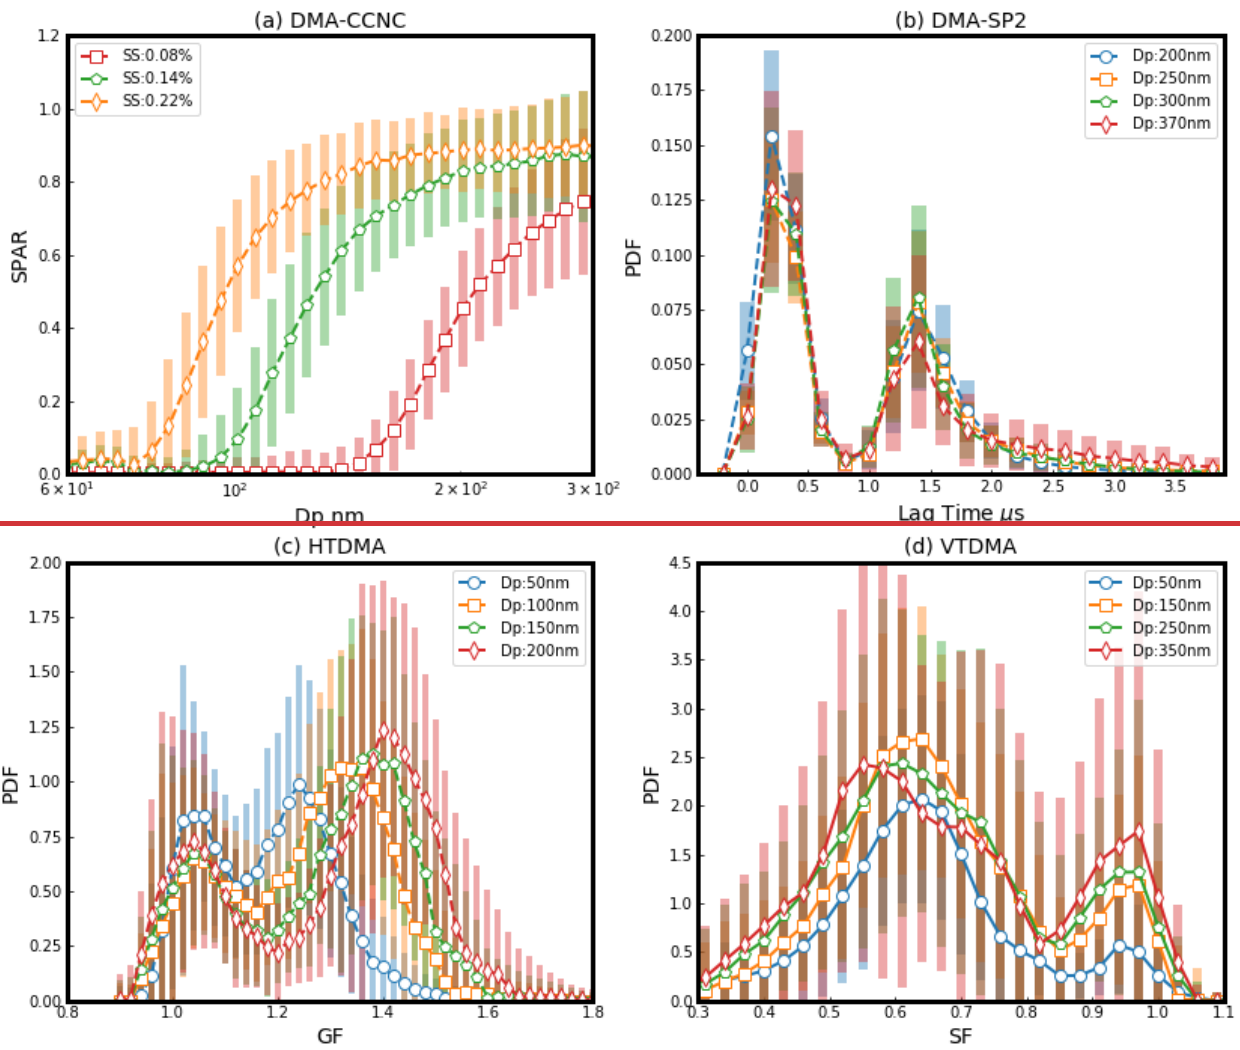 (a) DMA-CCNC
1.2
1.0
0.8
0.6
0.4
0.2
0.0
SPAR
SS:0.08%
SS:0.14%
SS:0.22%
6 × 10¹
10²
2 × 10²
3 × 10²
Dp nm
(b) DMA-SP2
0.200
0.175
0.150
0.125
0.100
0.075
0.050
0.025
0.000
PDF
Dp:200nm
Dp:250nm
Dp:300nm
Dp:370nm
0.0 0.5 1.0 1.5 2.0 2.5 3.0 3.5
Lag Time μs
(c) HTDMA
2.00
1.75
1.50
1.25
1.00
0.75
0.50
0.25
0.00
PDF
Dp:50nm
Dp:100nm
Dp:150nm
Dp:200nm
0.8 1.0 1.2 1.4 1.6 1.8
GF
(d) VTDMA
4.5
4.0
3.5
3.0
2.5
2.0
1.5
1.0
0.5
0.0
PDF
Dp:50nm
Dp:150nm
Dp:250nm
Dp:350nm
0.3 0.4 0.5 0.6 0.7 0.8 0.9 1.0 1.1
SF